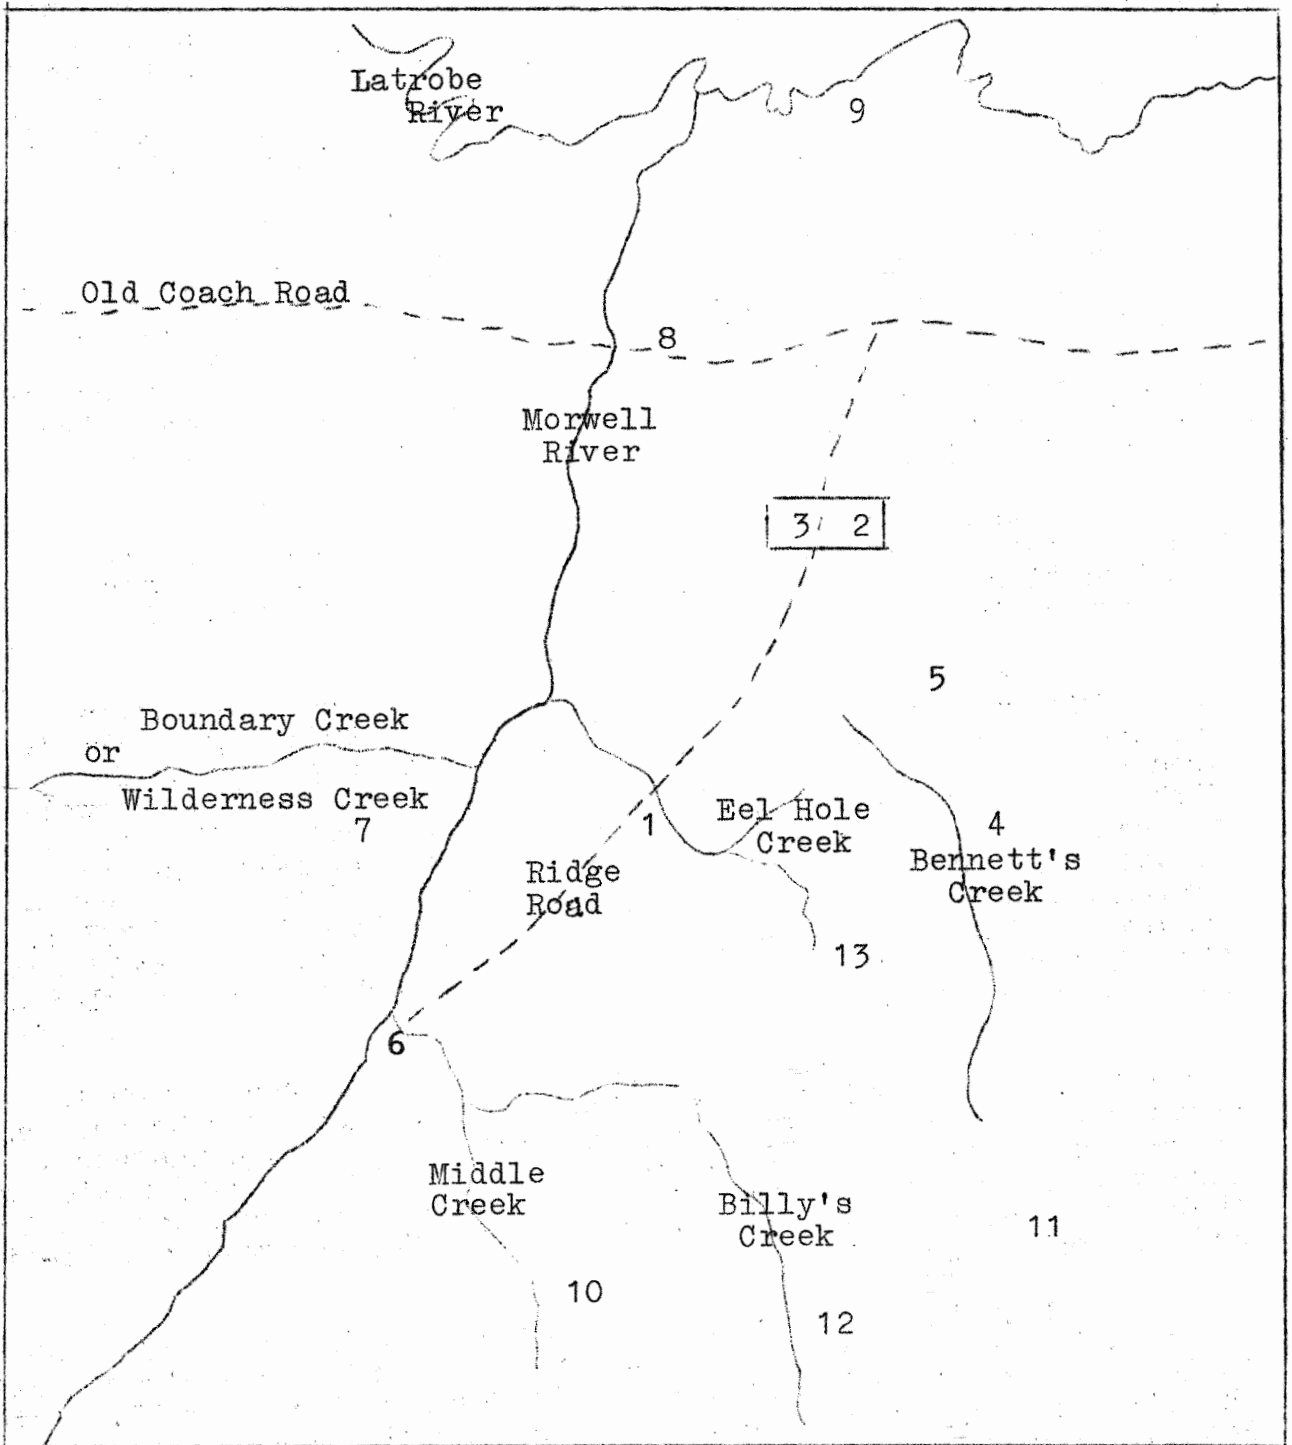 Latrobe
River
9
Old Coach Road
8
Morwell
River
3 2
5
Boundary Creek
or
Wilderness Creek
7
1
Eel Hole
Creek
4
Bennett's
Creek
Ridge
Road
13
6
Middle
Creek
Billy's
Creek
11
10
12